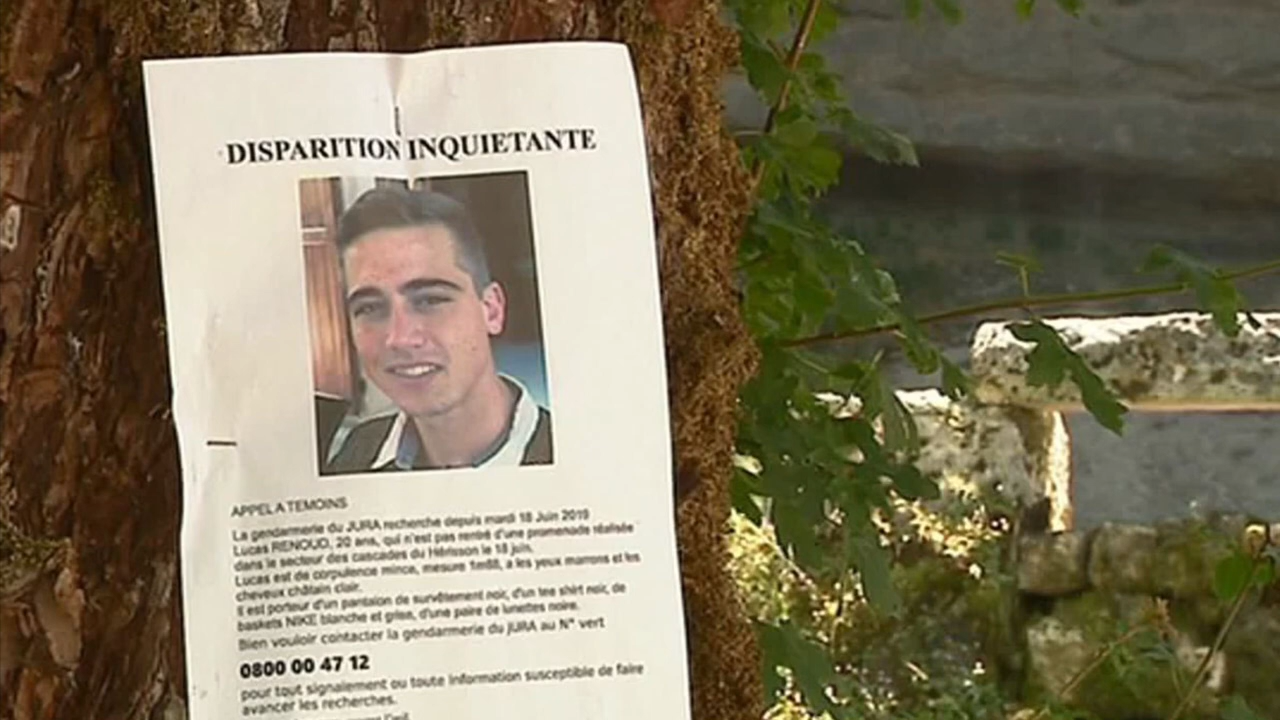 DISPARITION INQUIETANTE
APPEL A TEMOINS
La gendarmerie du JURA recherche depuis mardi 18 Juin 2019
Lucas RENOUD, 20 ans, qui n'est pas rentré d'une promenade réalisée
dans le secteur des cascades du Hérisson le 18 juin.
Lucas est de corpulence mince, mesure 1m88, a les yeux marrons et les
cheveux châtain clair.
Il est porteur d'un pantalon de survêtement noir, d'un tee shirt noir, de
baskets NIKE blanche et grise, d'une paire de lunettes noire.
Bien vouloir contacter la gendarmerie du JURA au N° vert
0800 00 47 12
pour tout signalement ou toute information susceptible de faire
avancer les recherches.